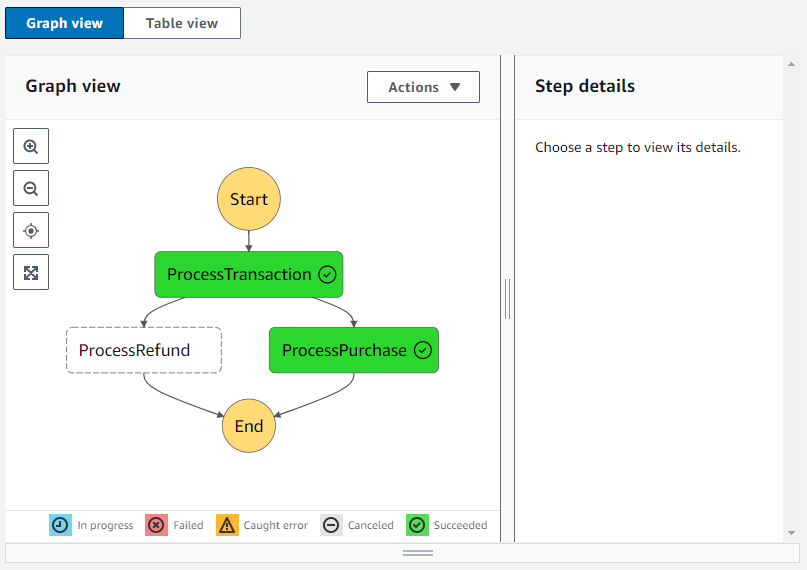 Graph view
Table view
Graph view
Actions
Step details
Choose a step to view its details.
Start
ProcessTransaction
ProcessRefund
ProcessPurchase
End
In progress
Failed
Caught error
Canceled
Succeeded